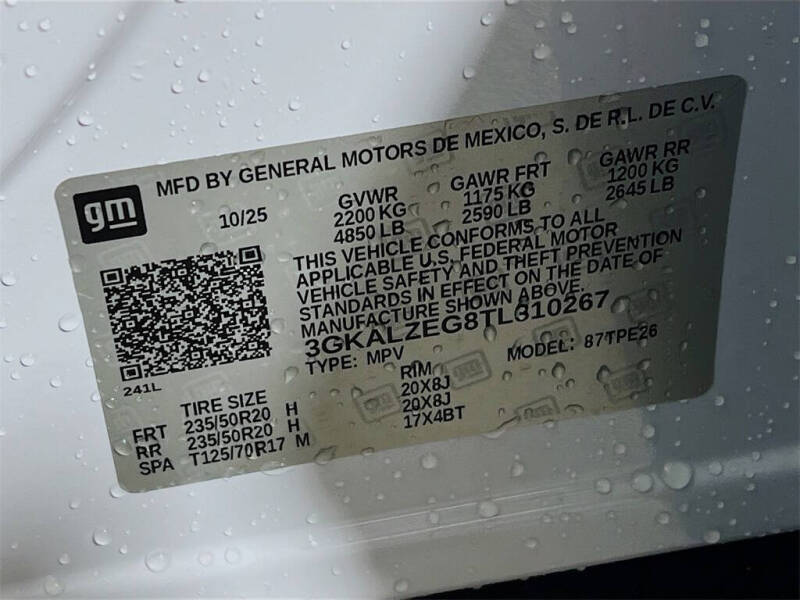 gm
MFD BY GENERAL MOTORS DE MEXICO, S. DE R.L. DE C.V.
10/25
GVWR
2200 KG
4850 LB
GAWR FRT
1175 KG
2590 LB
GAWR RR
1200 KG
2645 LB
THIS VEHICLE CONFORMS TO ALL
APPLICABLE U.S. FEDERAL MOTOR
VEHICLE SAFETY AND THEFT PREVENTION
STANDARDS IN EFFECT ON THE DATE OF
MANUFACTURE SHOWN ABOVE.
3GKALZEG8TL310267
TYPE: MPV
MODEL: 87TPE26
241L
TIRE SIZE
RIM
FRT 235/50R20 H 20X8J
RR 235/50R20 H 20X8J
SPA T125/70R17 M 17X4BT